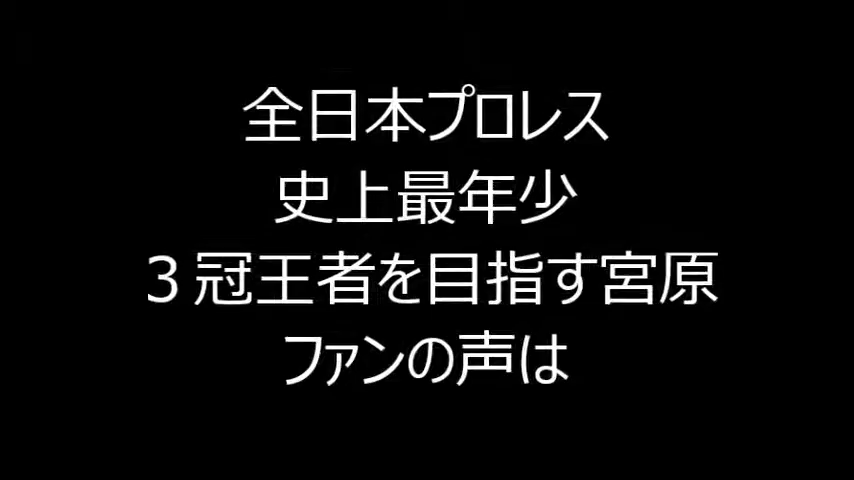 全日本プロレス
史上最年少
３冠王者を目指す宮原
ファンの声は